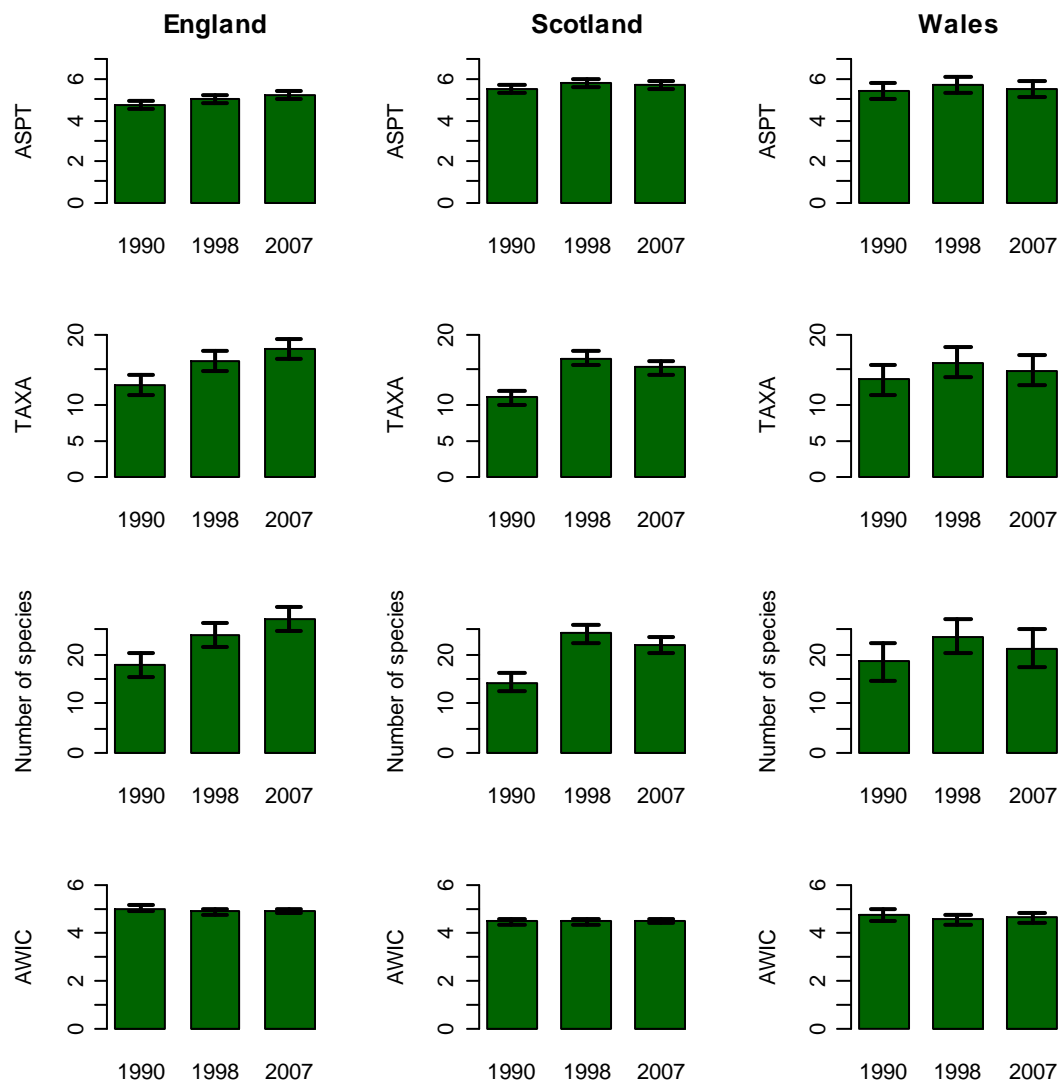 England Scotland Wales
ASPT 0 2 4 6 ASPT 0 2 4 6 ASPT 0 2 4 6
1990 1998 2007 1990 1998 2007 1990 1998 2007
TAXA 0 5 10 20 TAXA 0 5 10 20 TAXA 0 5 10 20
1990 1998 2007 1990 1998 2007 1990 1998 2007
Number of species 0 10 20 Number of species 0 10 20 Number of species 0 10 20
1990 1998 2007 1990 1998 2007 1990 1998 2007
AWIC 0 2 4 6 AWIC 0 2 4 6 AWIC 0 2 4 6
1990 1998 2007 1990 1998 2007 1990 1998 2007